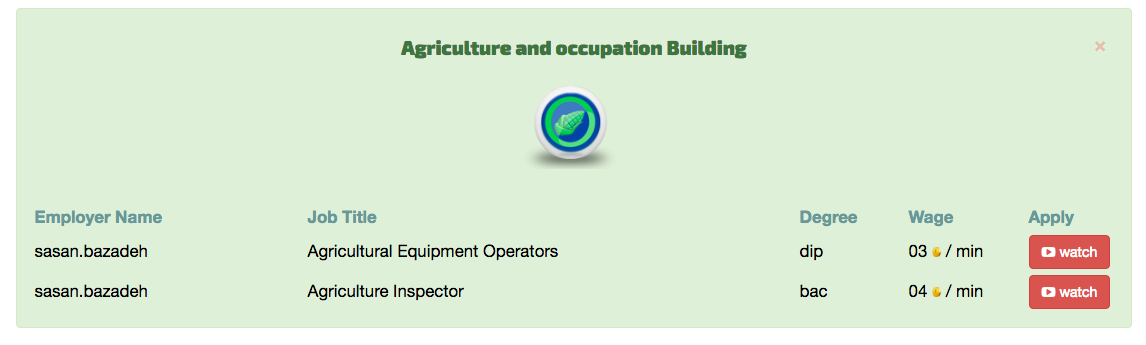 Agriculture and occupation Building
×
Employer Name Job Title Degree Wage Apply
sasan.bazadeh Agricultural Equipment Operators dip 03 / min watch
sasan.bazadeh Agriculture Inspector bac 04 / min watch